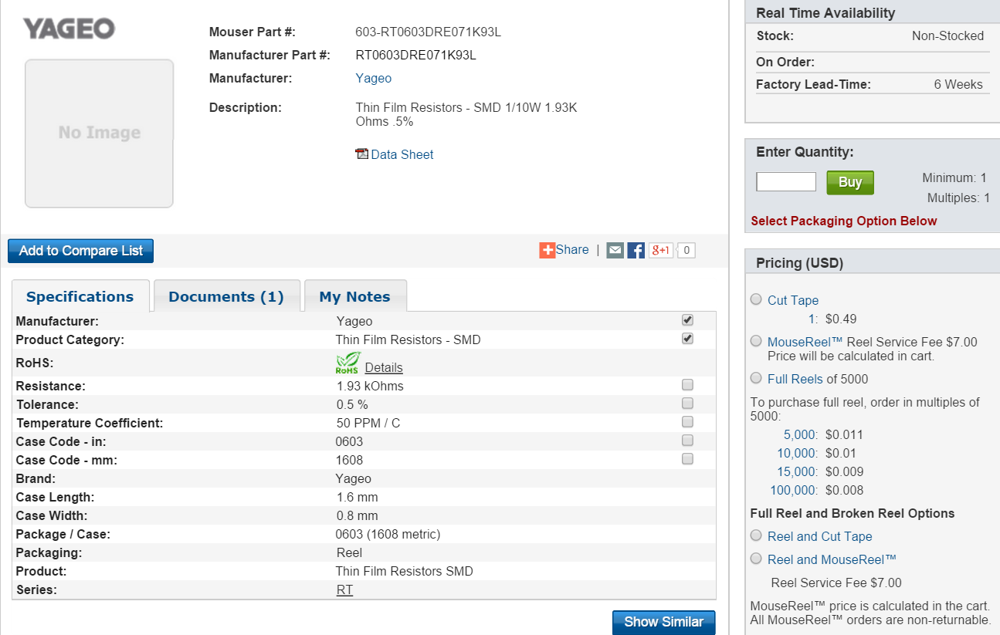 YAGEO
No Image
Mouser Part #: 603-RT0603DRE071K93L
Manufacturer Part #: RT0603DRE071K93L
Manufacturer: Yageo
Description: Thin Film Resistors - SMD 1/10W 1.93K
Ohms .5%
Data Sheet
Add to Compare List
Share | g+1 0
Specifications Documents (1) My Notes
Manufacturer: Yageo
Product Category: Thin Film Resistors - SMD
RoHS: RoHS Details
Resistance: 1.93 kOhms
Tolerance: 0.5 %
Temperature Coefficient: 50 PPM / C
Case Code - in: 0603
Case Code - mm: 1608
Brand: Yageo
Case Length: 1.6 mm
Case Width: 0.8 mm
Package / Case: 0603 (1608 metric)
Packaging: Reel
Product: Thin Film Resistors SMD
Series: RT
Show Similar
Real Time Availability
Stock: Non-Stocked
On Order:
Factory Lead-Time: 6 Weeks
Enter Quantity:
Buy
Minimum: 1
Multiples: 1
Select Packaging Option Below
Pricing (USD)
Cut Tape
1: $0.49
MouseReel™ Reel Service Fee $7.00
Price will be calculated in cart.
Full Reels of 5000
To purchase full reel, order in multiples of
5000:
5,000: $0.011
10,000: $0.01
15,000: $0.009
100,000: $0.008
Full Reel and Broken Reel Options
Reel and Cut Tape
Reel and MouseReel™
Reel Service Fee $7.00
MouseReel™ price is calculated in the cart.
All MouseReel™ orders are non-returnable.